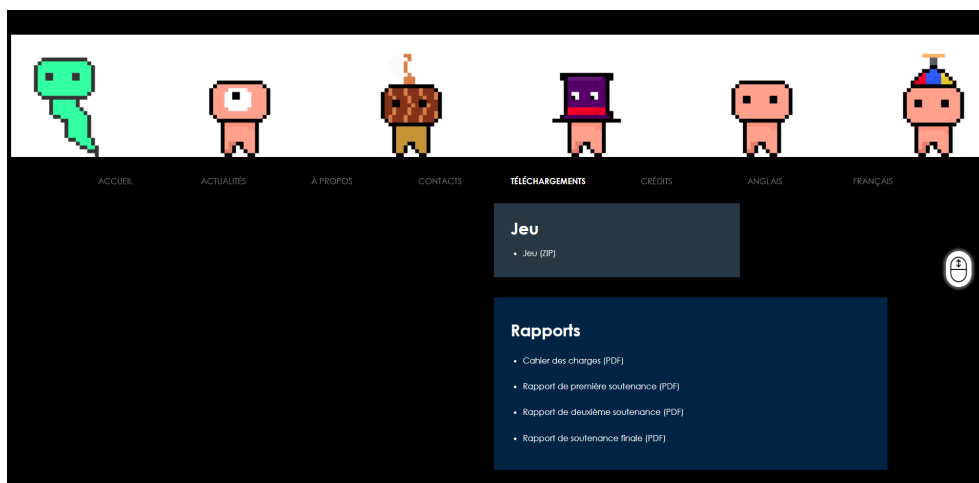 ACCUEIL ACTUALITÉS À PROPOS CONTACTS TÉLÉCHARGEMENTS CRÉDITS ANGLAIS FRANÇAIS
Jeu
• Jeu (ZIP)
Rapports
• Cahier des charges (PDF)
• Rapport de première soutenance (PDF)
• Rapport de deuxième soutenance (PDF)
• Rapport de soutenance finale (PDF)